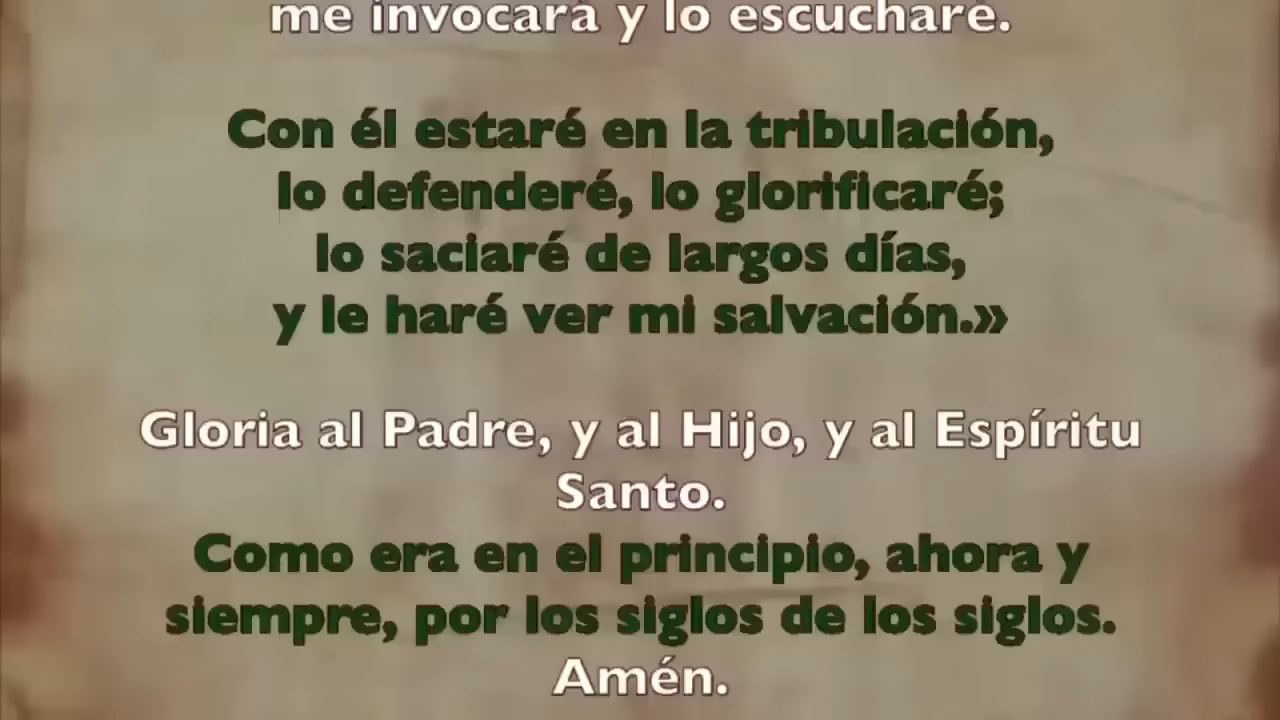 me invocará y lo escucharé.
Con él estaré en la tribulación,
lo defenderé, lo glorificaré;
lo saciaré de largos días,
y le haré ver mi salvación.»
Gloria al Padre, y al Hijo, y al Espíritu
Santo.
Como era en el principio, ahora y
siempre, por los siglos de los siglos.
Amén.